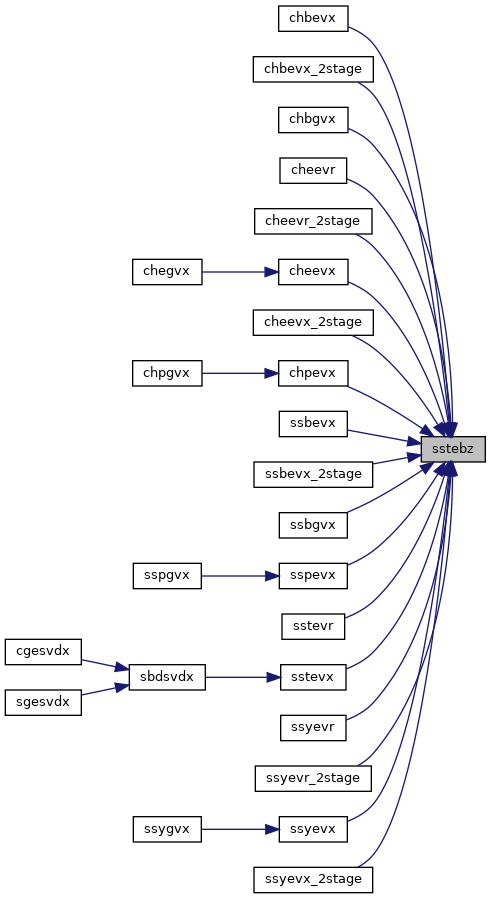 chbevx
chbevx_2stage
chbgvx
cheevr
cheevr_2stage
chegvx
cheevx
cheevx_2stage
chpgvx
chpevx
ssbevx
sstebz
ssbevx_2stage
ssbgvx
sspgvx
sspevx
sstevr
cgesvdx
sbdsvdx
sstevx
sgesvdx
ssyevr
ssyevr_2stage
ssygvx
ssyevx
ssyevx_2stage